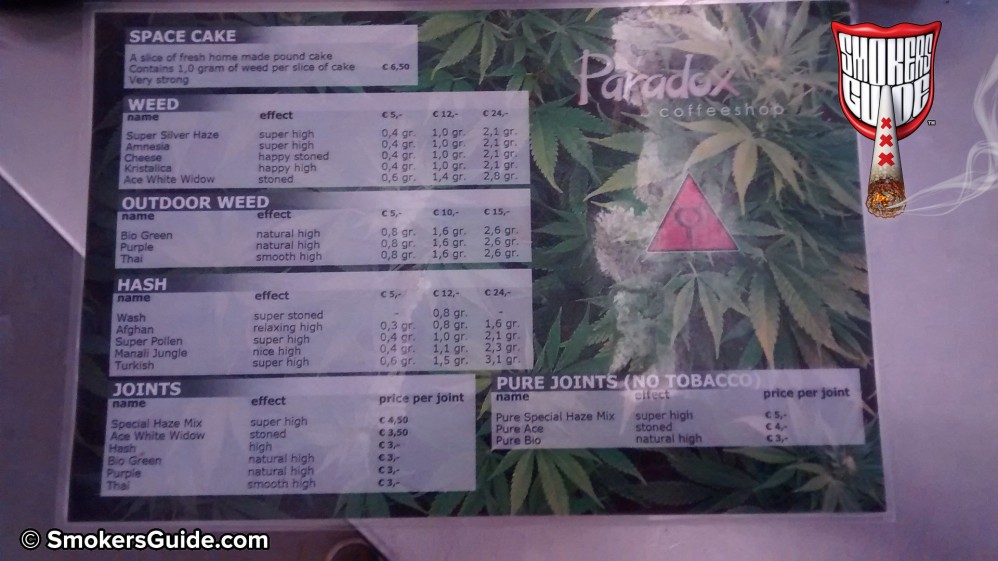 SPACE CAKE
A slice of fresh home made pound cake
Contains 1,0 gram of weed per slice of cake € 6,50
Very strong
Paradox
coffeeshop
SMOKERS
GUIDE
TM
WEED
name effect € 5,- € 12,- € 24,-
Super Silver Haze super high 0,4 gr. 1,0 gr. 2,1 gr.
Amnesia super high 0,4 gr. 1,0 gr. 2,1 gr.
Cheese happy stoned 0,4 gr. 1,0 gr. 2,1 gr.
Kristalica happy high 0,4 gr. 1,0 gr. 2,1 gr.
Ace White Widow stoned 0,6 gr. 1,4 gr. 2,8 gr.
OUTDOOR WEED
name effect € 5,- € 10,- € 15,-
Bio Green natural high 0,8 gr. 1,6 gr. 2,6 gr.
Purple natural high 0,8 gr. 1,6 gr. 2,6 gr.
Thai smooth high 0,8 gr. 1,6 gr. 2,6 gr.
HASH
name effect € 5,- € 12,- € 24,-
Wash super stoned - 0,8 gr. -
Afghan relaxing high 0,3 gr. 0,8 gr. 1,6 gr.
Super Pollen super high 0,4 gr. 1,0 gr. 2,1 gr.
Manali Jungle nice high 0,4 gr. 1,1 gr. 2,3 gr.
Turkish super high 0,6 gr. 1,5 gr. 3,1 gr.
JOINTS
name effect price per joint
Special Haze Mix super high € 4,50
Ace White Widow stoned € 3,50
Hash high € 3,-
Bio Green natural high € 3,-
Purple natural high € 3,-
Thai smooth high € 3,-
PURE JOINTS (NO TOBACCO)
name effect price per joint
Pure Special Haze Mix super high € 5,-
Pure Ace stoned € 4,-
Pure Bio natural high € 3,-
© SmokersGuide.com